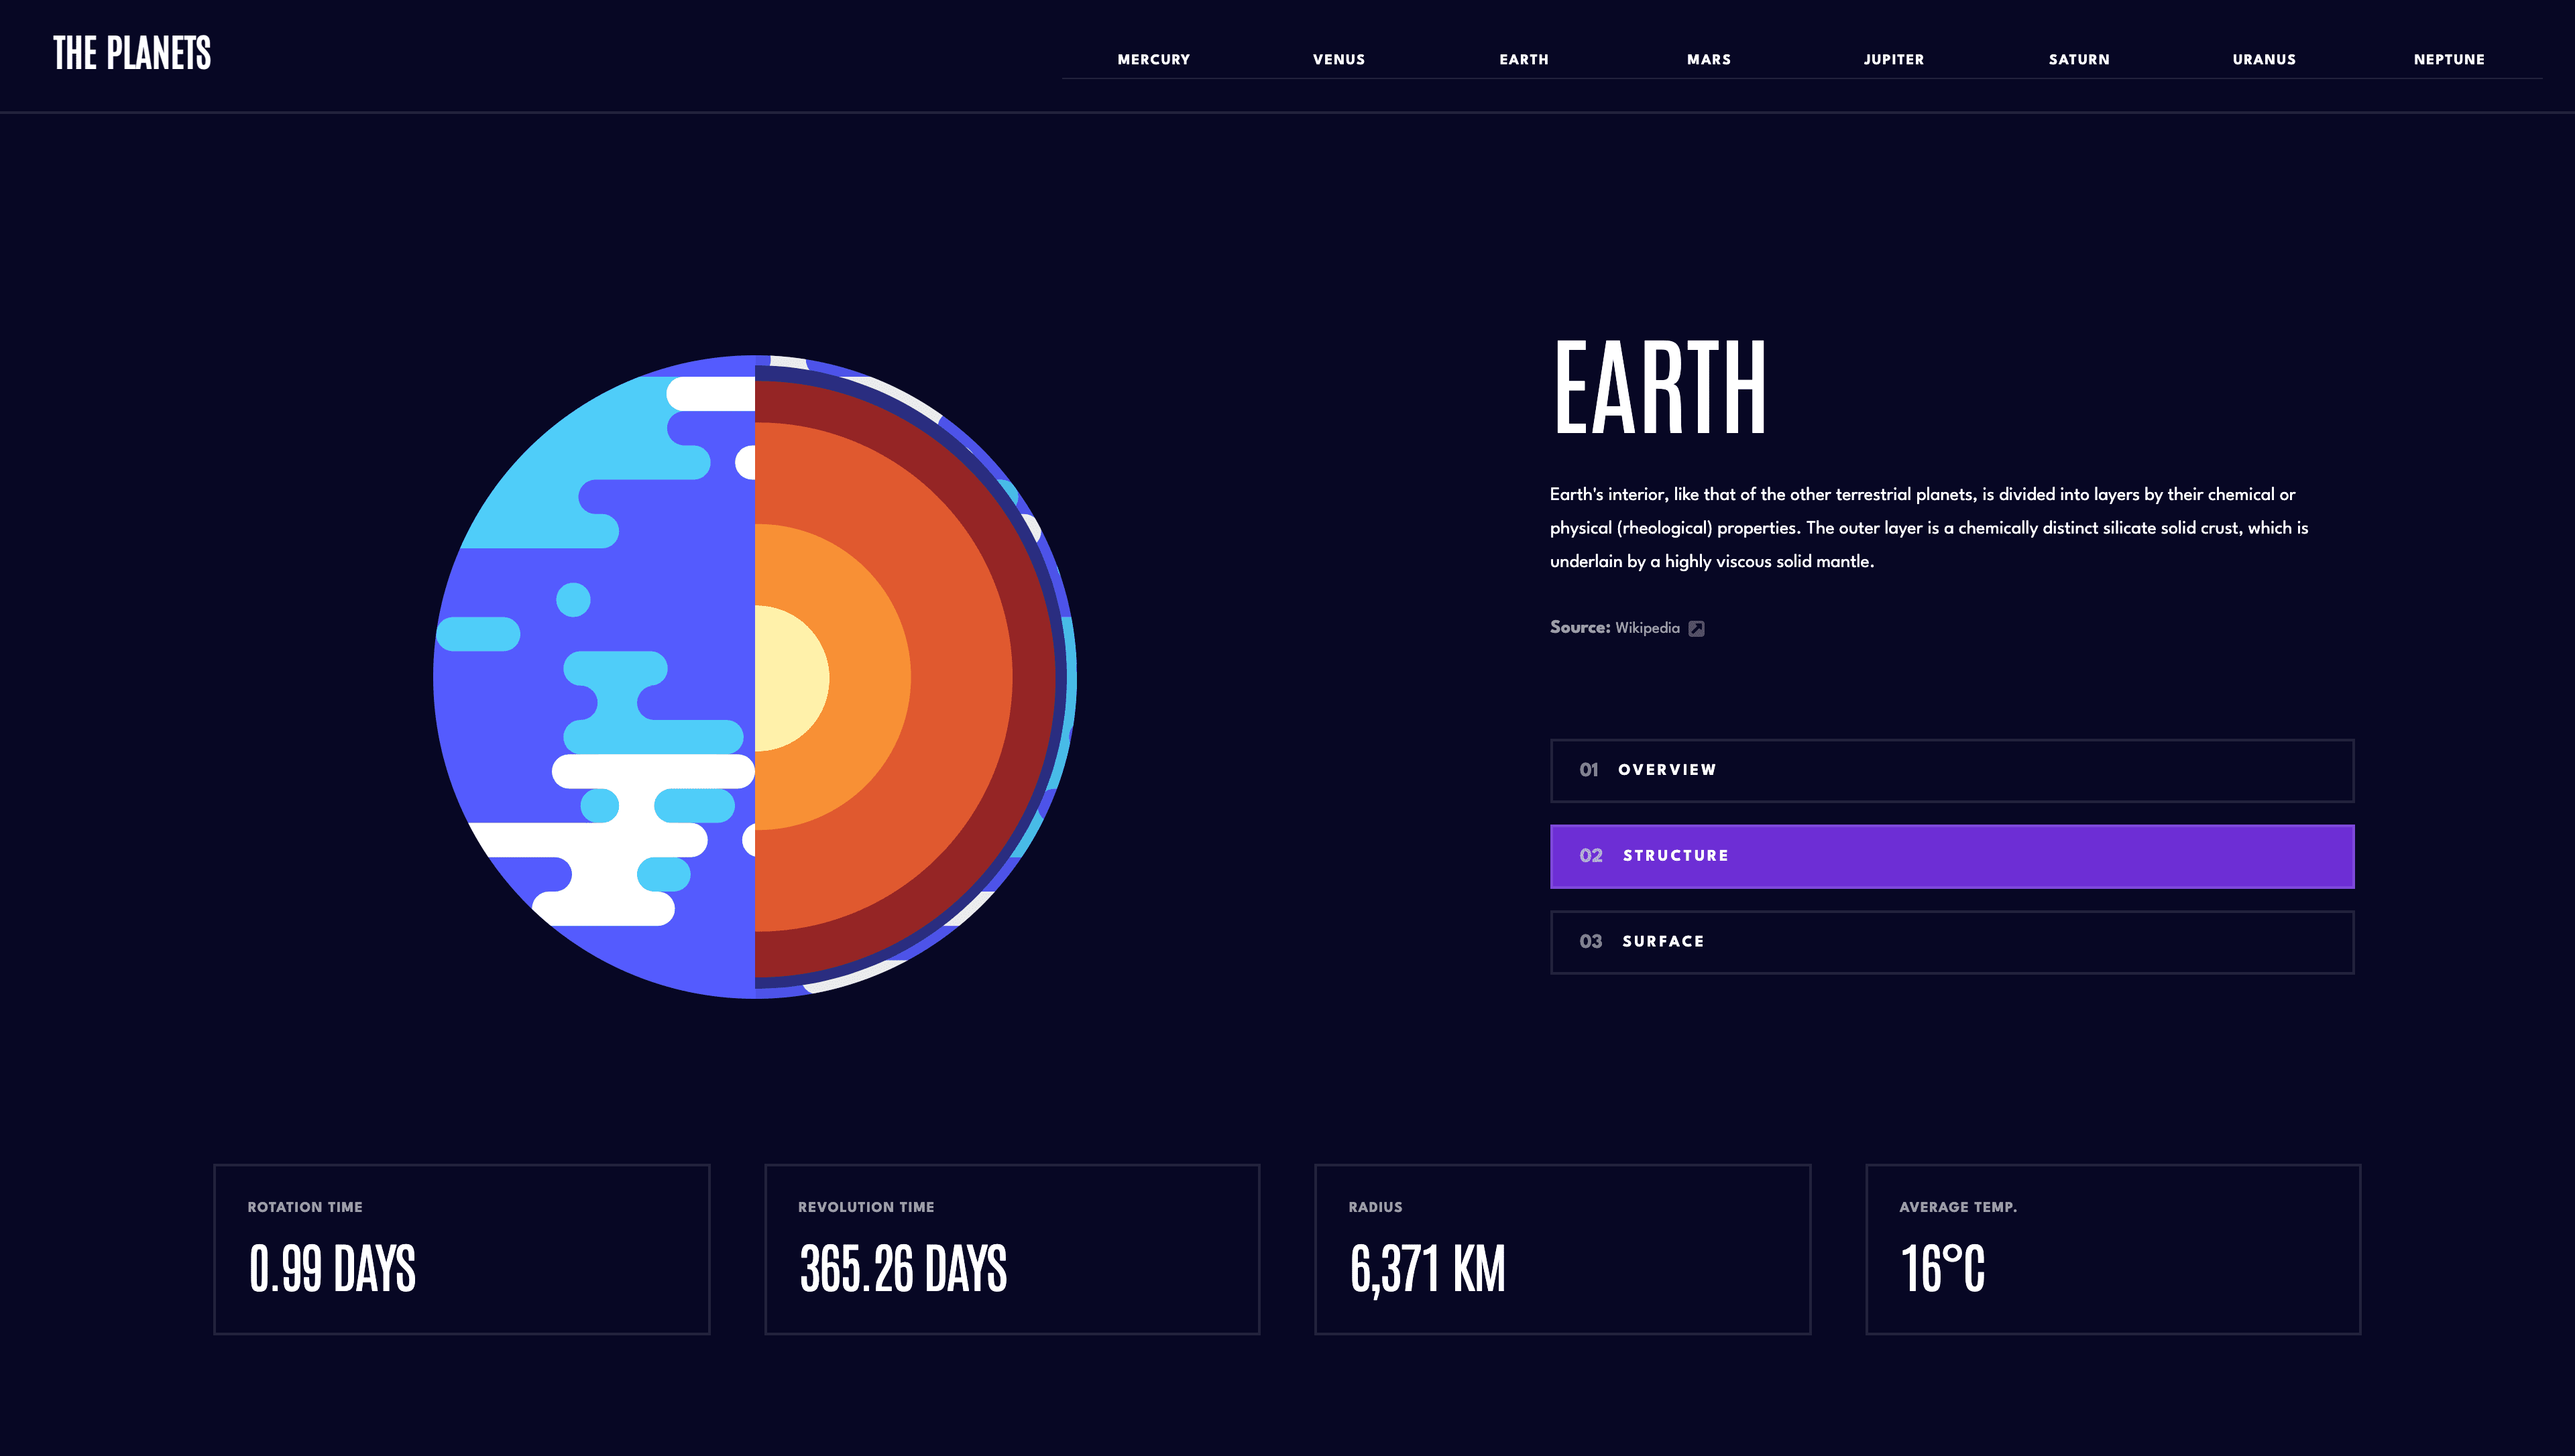 THE PLANETS
MERCURY VENUS EARTH MARS JUPITER SATURN URANUS NEPTUNE
EARTH
Earth's interior, like that of the other terrestrial planets, is divided into layers by their chemical or
physical (rheological) properties. The outer layer is a chemically distinct silicate solid crust, which is
underlain by a highly viscous solid mantle.
Source: Wikipedia
01 OVERVIEW
02 STRUCTURE
03 SURFACE
ROTATION TIME
0.99 DAYS
REVOLUTION TIME
365.26 DAYS
RADIUS
6,371 KM
AVERAGE TEMP.
16°C